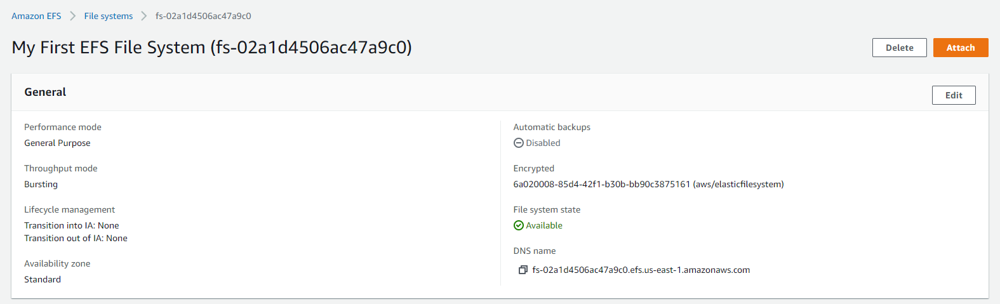 Amazon EFS
File systems
fs-02a1d4506ac47a9c0
My First EFS File System (fs-02a1d4506ac47a9c0)
Delete
Attach
General
Edit
Performance mode
General Purpose
Throughput mode
Bursting
Lifecycle management
Transition into IA: None
Transition out of IA: None
Availability zone
Standard
Automatic backups
Disabled
Encrypted
6a020008-85d4-42f1-b30b-bb90c3875161 (aws/elasticfilesystem)
File system state
Available
DNS name
fs-02a1d4506ac47a9c0.efs.us-east-1.amazonaws.com